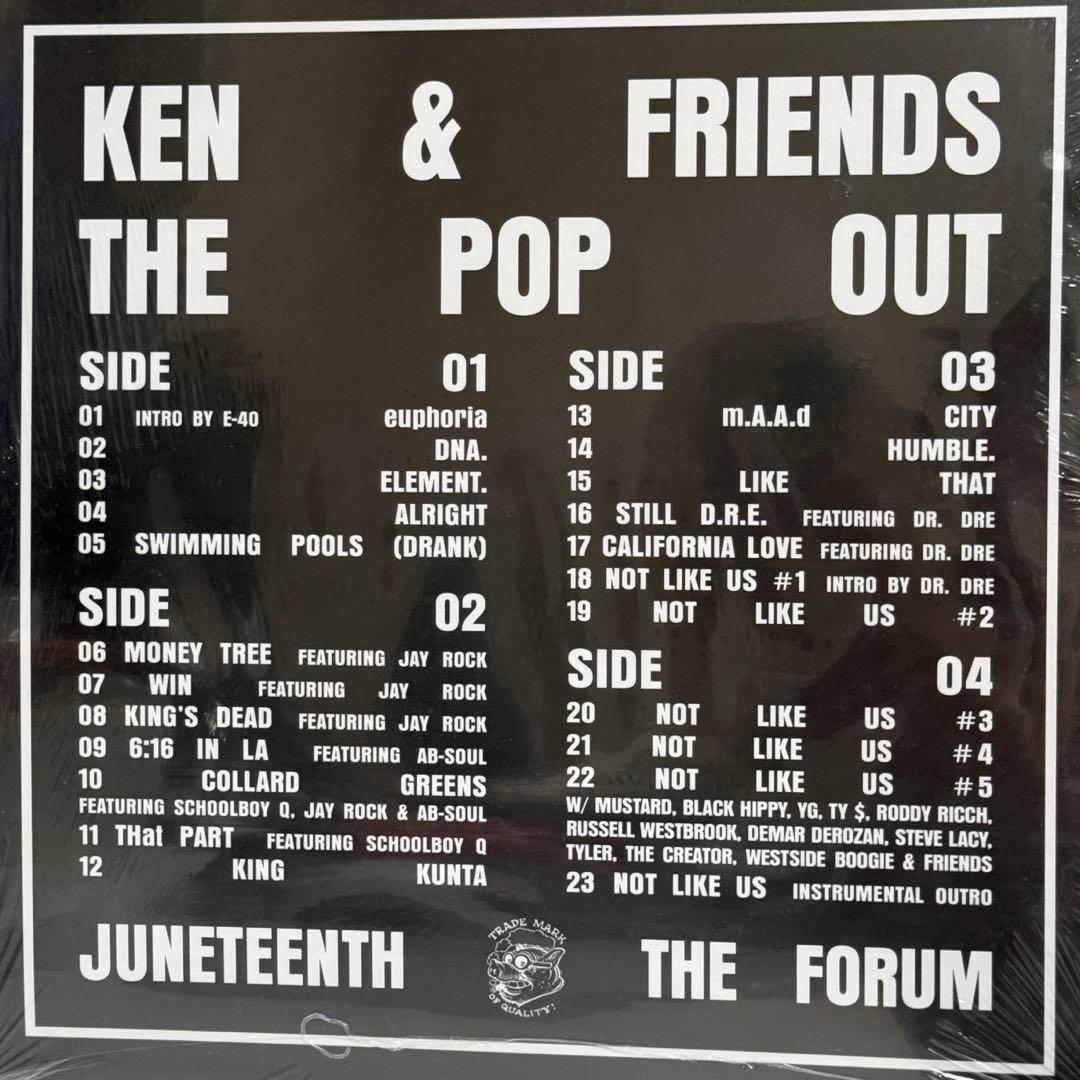 KEN & FRIENDS
THE POP OUT
SIDE 01
01 INTRO BY E-40 euphoria
02 DNA.
03 ELEMENT.
04 ALRIGHT
05 SWIMMING POOLS (DRANK)
SIDE 02
06 MONEY TREE FEATURING JAY ROCK
07 WIN FEATURING JAY ROCK
08 KING'S DEAD FEATURING JAY ROCK
09 6:16 IN LA FEATURING AB-SOUL
10 COLLARD GREENS
FEATURING SCHOOLBOY Q, JAY ROCK & AB-SOUL
11 THat PART FEATURING SCHOOLBOY Q
12 KING KUNTA
SIDE 03
13 m.A.A.d CITY
14 HUMBLE.
15 LIKE THAT
16 STILL D.R.E. FEATURING DR. DRE
17 CALIFORNIA LOVE FEATURING DR. DRE
18 NOT LIKE US #1 INTRO BY DR. DRE
19 NOT LIKE US #2
SIDE 04
20 NOT LIKE US #3
21 NOT LIKE US #4
22 NOT LIKE US #5
W/ MUSTARD, BLACK HIPPY, YG, TY $, RODDY RICCH,
RUSSELL WESTBROOK, DEMAR DEROZAN, STEVE LACY,
TYLER, THE CREATOR, WESTSIDE BOOGIE & FRIENDS
23 NOT LIKE US INSTRUMENTAL OUTRO
JUNETEENTH
TRADE MARK
OF QUALITY!
THE FORUM